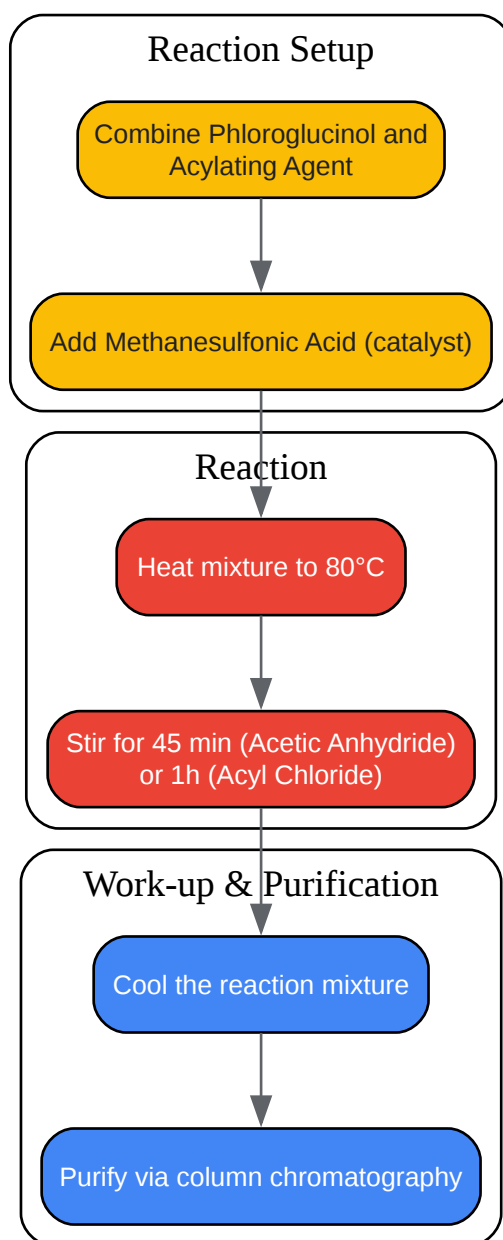 Reaction Setup
Combine Phloroglucinol and
Acylating Agent
Add Methanesulfonic Acid (catalyst)
Reaction
Heat mixture to 80°C
Stir for 45 min (Acetic Anhydride)
or 1h (Acyl Chloride)
Work-up & Purification
Cool the reaction mixture
Purify via column chromatography